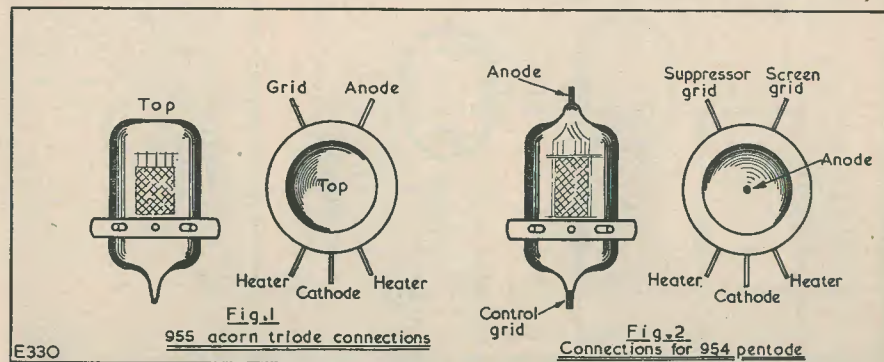 Top
Grid
Anode
Top
Heater
Heater
Cathode
Fig.1
955 acorn triode connections
Anode
Control
grid
Suppressor
grid
Screen
grid
Anode
Heater
Heater
Cathode
Fig.2
Connections for 954 pentode
E330